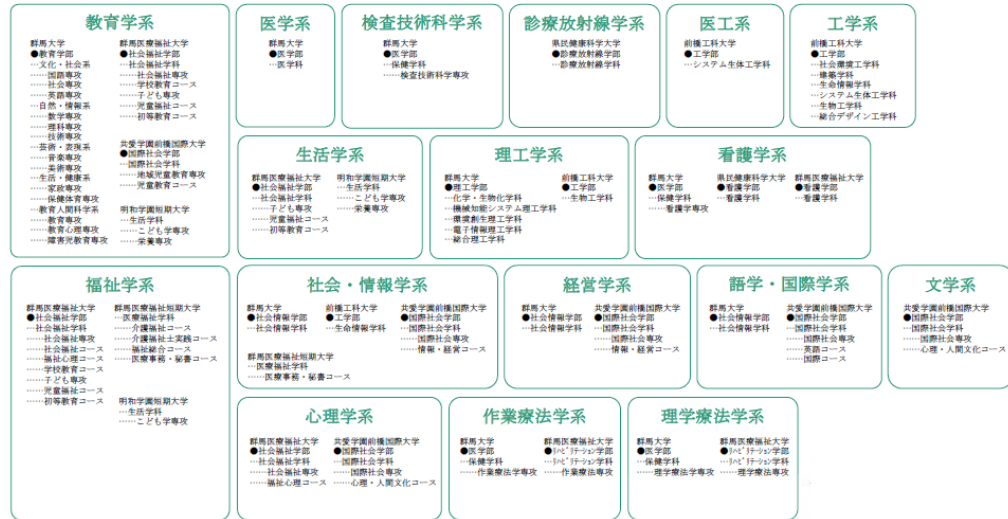 教育学系
群馬大学
●教育学部
…文化・社会系
……国語専攻
……社会専攻
……英語専攻
…自然・情報系
……数学専攻
……理科専攻
……技術専攻
…芸術・表現系
……音楽専攻
……美術専攻
…生活・健康系
……家政専攻
……保健体育専攻
…教育人間科学系
……教育専攻
……教育心理専攻
……障害児教育専攻
群馬医療福祉大学
●社会福祉学部
…社会福祉学科
……社会福祉専攻
……学校教育コース
……子ども専攻
……児童福祉コース
……初等教育コース
共愛学園前橋国際大学
●国際社会学部
…国際社会学科
……地域児童教育専攻
……児童教育コース
明和学園短期大学
…生活学科
……こども学専攻
……栄養専攻
医学系
群馬大学
●医学部
…医学科
検査技術科学系
群馬大学
●医学部
…保健学科
……検査技術科学専攻
診療放射線学系
県民健康科学大学
●診療放射線学部
…診療放射線学科
医工学系
前橋工科大学
●工学部
…システム生体工学科
工学系
前橋工科大学
●工学部
…社会環境工学科
…建築学科
…生命情報学科
…システム生体工学科
…生物工学科
…総合デザイン工学科
生活学系
群馬医療福祉大学
●社会福祉学部
…社会福祉学科
……子ども専攻
……児童福祉コース
……初等教育コース
明和学園短期大学
…生活学科
……こども学専攻
……栄養専攻
理工学系
群馬大学
●理工学部
…化学・生物化学科
…機械知能システム理工学科
…環境創生理工学科
…電子情報理工学科
…総合理工学科
前橋工科大学
●工学部
…生物工学科
看護学系
群馬大学
●医学部
…保健学科
……看護学専攻
県民健康科学大学
●看護学部
…看護学科
群馬医療福祉大学
●看護学部
…看護学科
福祉学系
群馬医療福祉大学
●社会福祉学部
…社会福祉学科
……社会福祉専攻
……社会福祉コース
……福祉心理コース
……学校教育コース
……子ども専攻
……児童福祉コース
……初等教育コース
群馬医療福祉短期大学
…医療福祉学科
……介護福祉コース
……介護福祉士実践コース
……福祉総合コース
……医療事務・秘書コース
明和学園短期大学
…生活学科
……こども学専攻
社会・情報学系
群馬大学
●社会情報学部
…社会情報学科
前橋工科大学
●工学部
…生命情報学科
共愛学園前橋国際大学
●国際社会学部
…国際社会学科
……国際社会専攻
……情報・経営コース
群馬医療福祉短期大学
…医療福祉学科
……医療事務・秘書コース
経営学系
群馬大学
●社会情報学部
…社会情報学科
共愛学園前橋国際大学
●国際社会学部
…国際社会学科
……国際社会専攻
……情報・経営コース
語学・国際学系
群馬大学
●社会情報学部
…社会情報学科
共愛学園前橋国際大学
●国際社会学部
…国際社会学科
……国際社会専攻
……英語コース
……国際コース
文学系
共愛学園前橋国際大学
●国際社会学部
…国際社会学科
……国際社会専攻
……心理・人間文化コース
心理学系
群馬医療福祉大学
●社会福祉学部
…社会福祉学科
……社会福祉専攻
……福祉心理コース
共愛学園前橋国際大学
●国際社会学部
…国際社会学科
……国際社会専攻
……心理・人間文化コース
作業療法学系
群馬大学
●医学部
…保健学科
……作業療法学専攻
群馬医療福祉大学
●ﾘﾊﾋﾞﾘﾃｰｼｮﾝ学部
…ﾘﾊﾋﾞﾘﾃｰｼｮﾝ学科
……作業療法専攻
理学療法学系
群馬大学
●医学部
…保健学科
……理学療法学専攻
群馬医療福祉大学
●ﾘﾊﾋﾞﾘﾃｰｼｮﾝ学部
…ﾘﾊﾋﾞﾘﾃｰｼｮﾝ学科
……理学療法専攻